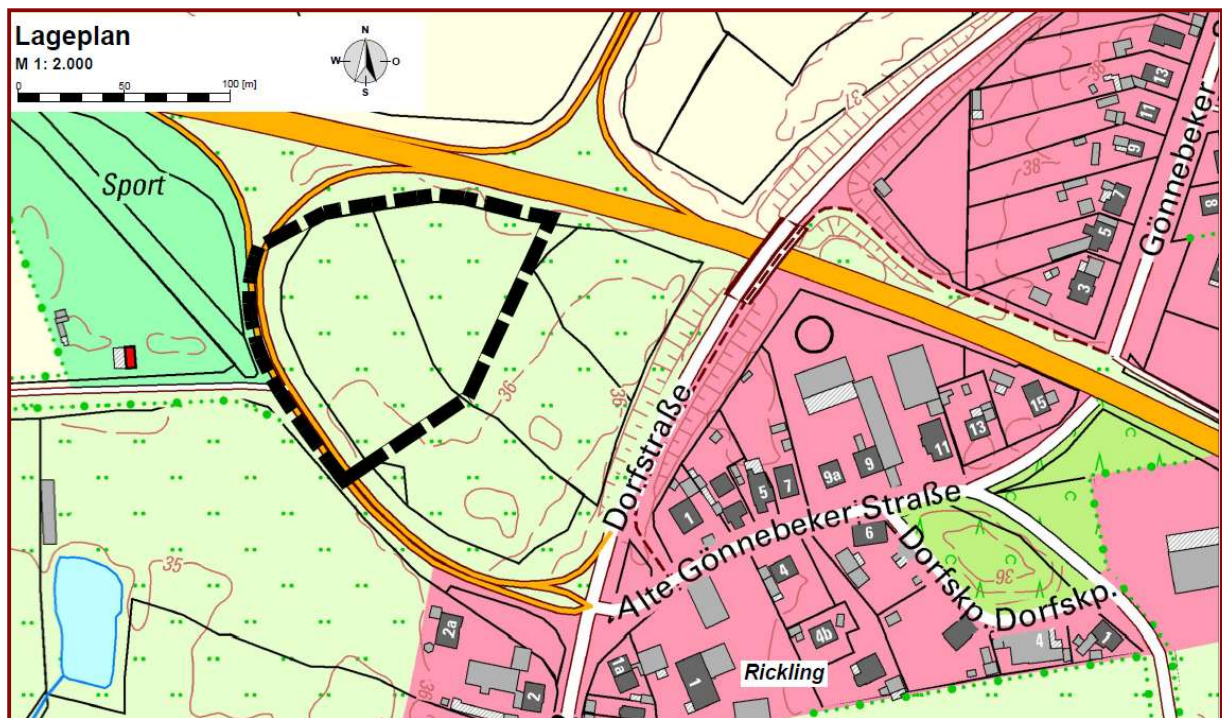 Lageplan
M 1: 2.000
0 50 100 [m]
N
W O
S
Sport
37
38
38
13
11
9
7
5
3
8
Gönnebeker S
36
36
Dorfstraße
15
13
11
9
9a
7
5
1
Alte Gönnebeker Straße
6
4
4b
Dorfskp.
Dorfskp.
36
4
1
35
36
2a
2
1a
1
Rickling